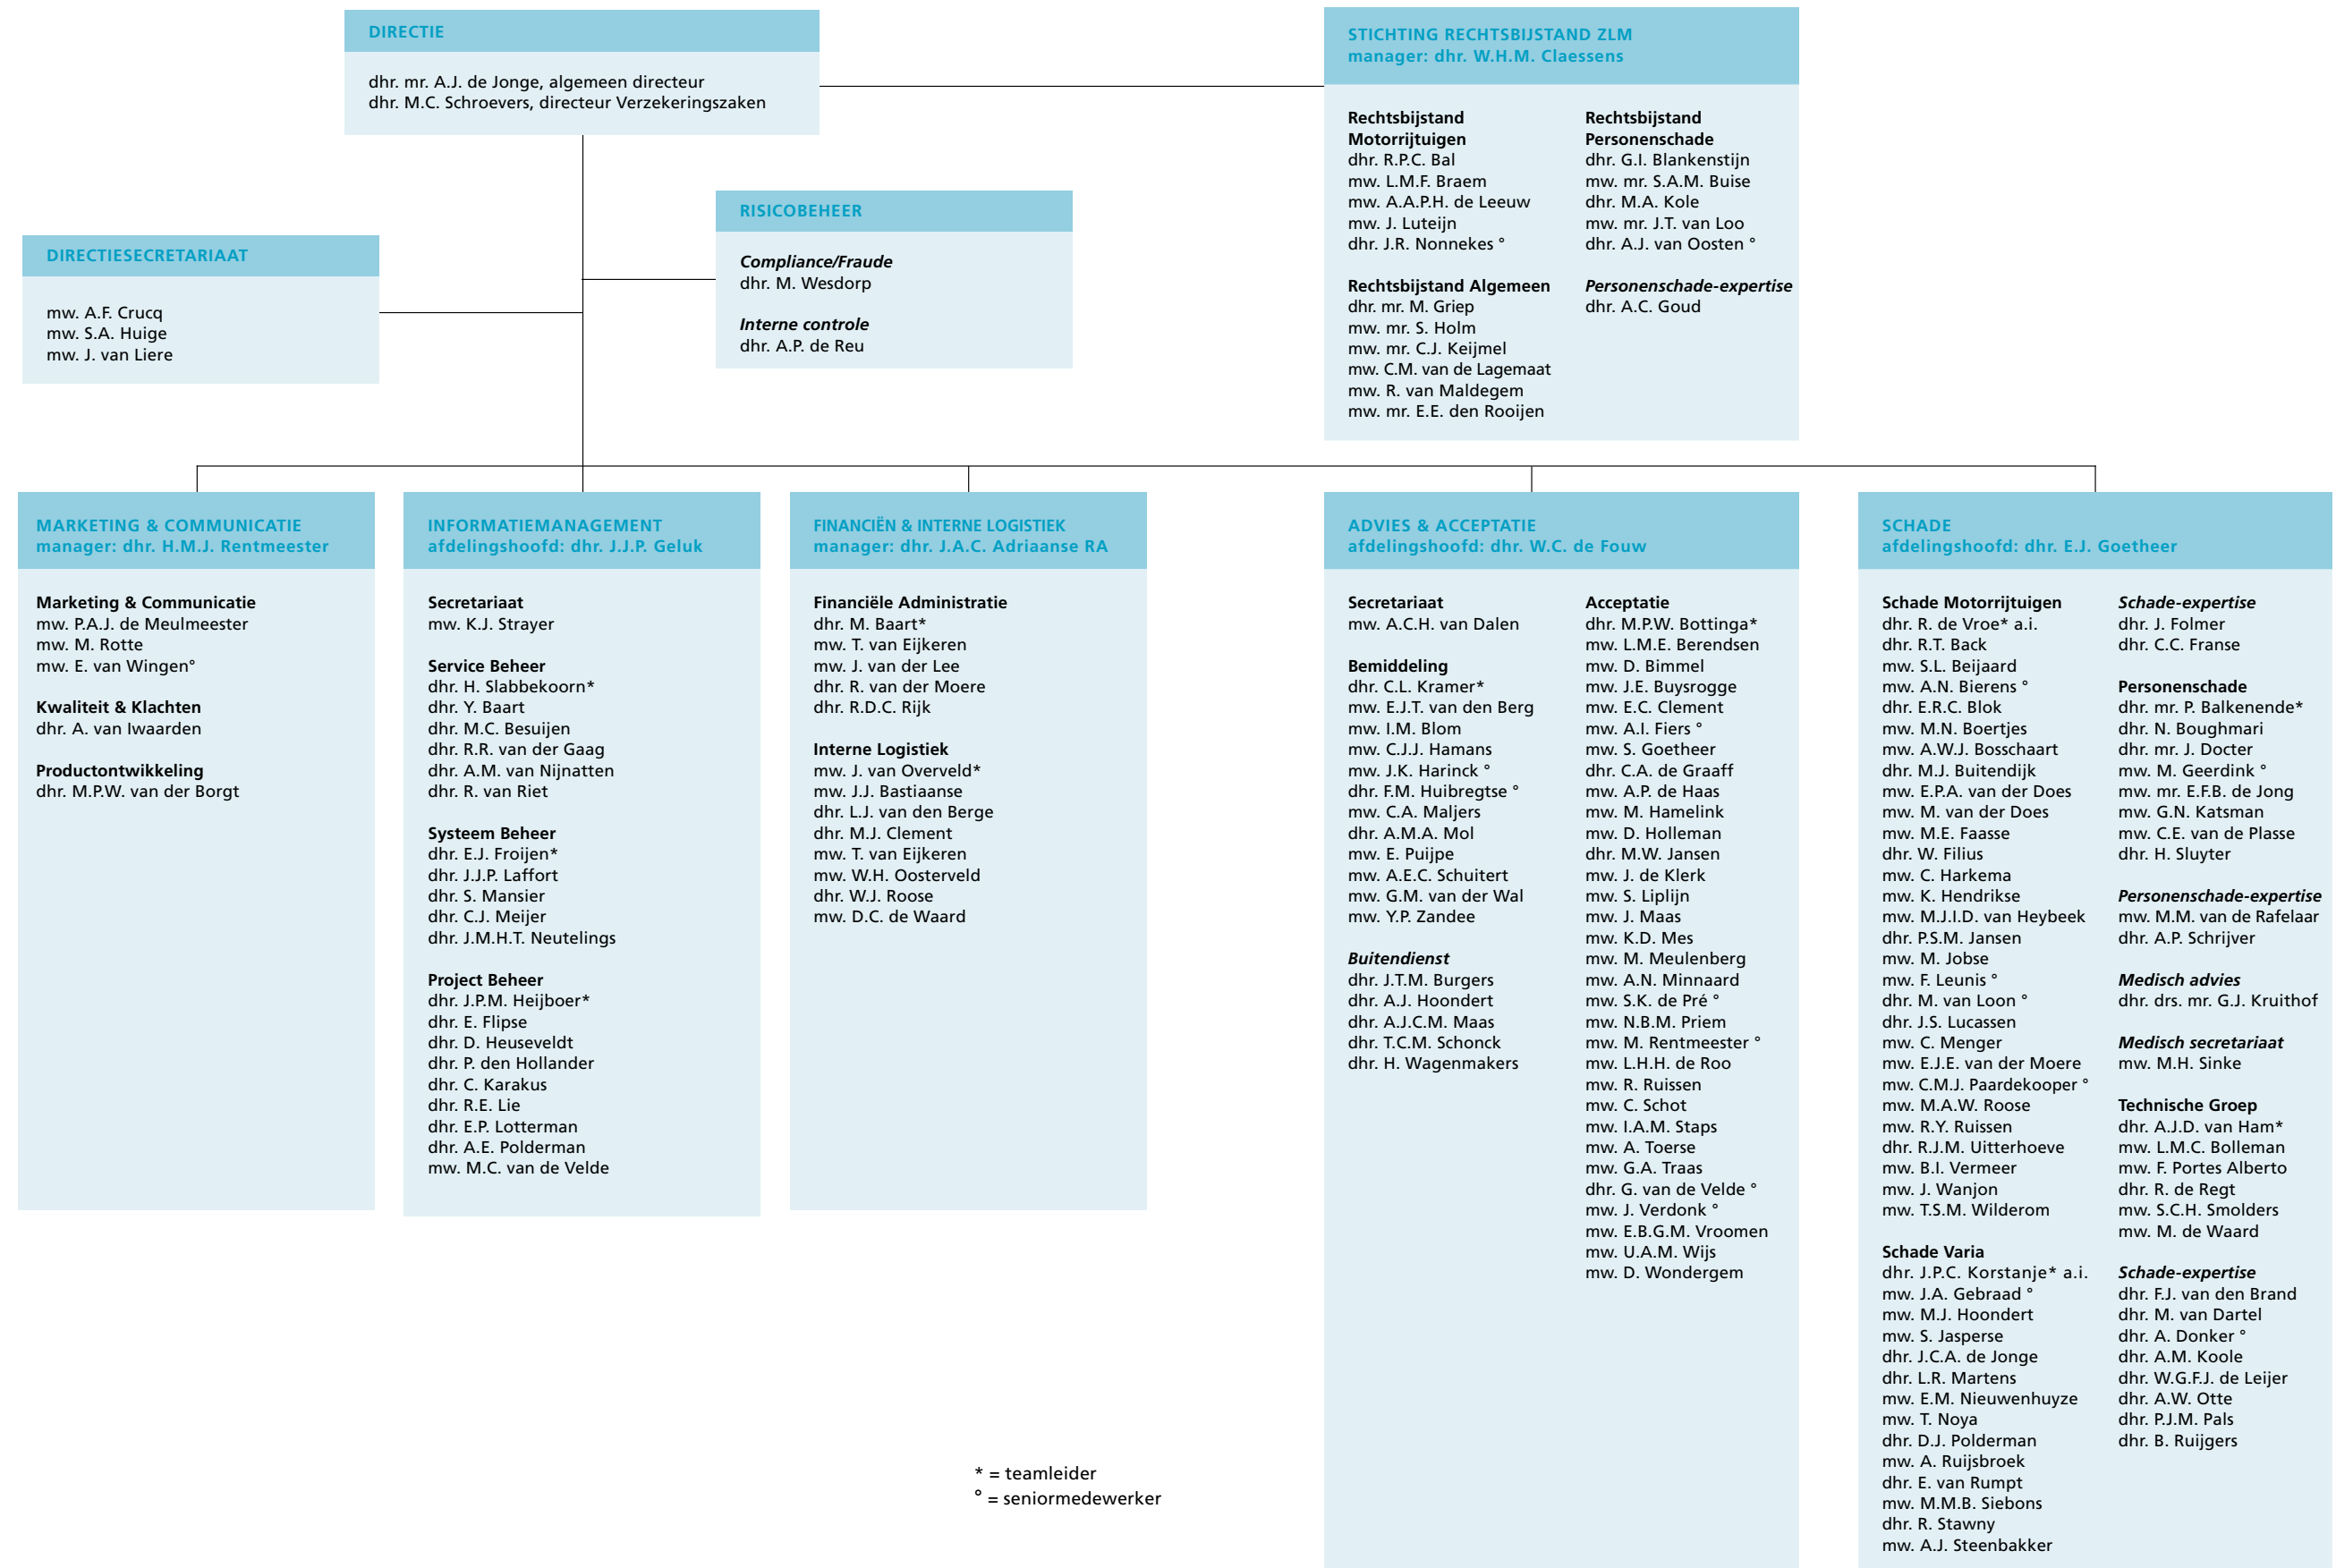 DIRECTIE
dhr. mr. A.J. de Jonge, algemeen directeur
dhr. M.C. Schroevers, directeur Verzekeringszaken
STICHTING RECHTSBIJSTAND ZLM
manager: dhr. W.H.M. Claessens
Rechtsbijstand
Motorrijtuigen
dhr. R.P.C. Bal
mw. L.M.F. Braem
mw. A.A.P.H. de Leeuw
mw. J. Luteijn
dhr. J.R. Nonnekes °
Rechtsbijstand Algemeen
dhr. mr. M. Griep
mw. mr. S. Holm
mw. mr. C.J. Keijmel
mw. C.M. van de Lagemaat
mw. R. van Maldegem
mw. mr. E.E. den Rooijen
Rechtsbijstand
Personenschade
dhr. G.I. Blankenstijn
mw. mr. S.A.M. Buise
dhr. M.A. Kole
mw. mr. J.T. van Loo
dhr. A.J. van Oosten °
Personenschade-expertise
dhr. A.C. Goud
RISICOBEHEER
Compliance/Fraude
dhr. M. Wesdorp
Interne controle
dhr. A.P. de Reu
DIRECTIESECRETARIAAT
mw. A.F. Crucq
mw. S.A. Huige
mw. J. van Liere
MARKETING & COMMUNICATIE
manager: dhr. H.M.J. Rentmeester
Marketing & Communicatie
mw. P.A.J. de Meulmeester
mw. M. Rotte
mw. E. van Wingen°
Kwaliteit & Klachten
dhr. A. van Iwaarden
Productontwikkeling
dhr. M.P.W. van der Borgt
INFORMATIEMANAGEMENT
afdelingshoofd: dhr. J.J.P. Geluk
Secretariaat
mw. K.J. Strayer
Service Beheer
dhr. H. Slabbekoorn*
dhr. Y. Baart
dhr. M.C. Besuijen
dhr. R.R. van der Gaag
dhr. A.M. van Nijnatten
dhr. R. van Riet
Systeem Beheer
dhr. E.J. Froijen*
dhr. J.J.P. Laffort
dhr. S. Mansier
dhr. C.J. Meijer
dhr. J.M.H.T. Neutelings
Project Beheer
dhr. J.P.M. Heijboer*
dhr. E. Flipse
dhr. D. Heuseveldt
dhr. P. den Hollander
dhr. C. Karakus
dhr. R.E. Lie
dhr. E.P. Lotterman
dhr. A.E. Polderman
mw. M.C. van de Velde
FINANCIËN & INTERNE LOGISTIEK
manager: dhr. J.A.C. Adriaanse RA
Financiële Administratie
dhr. M. Baart*
mw. T. van Eijkeren
mw. J. van der Lee
dhr. R. van der Moere
dhr. R.D.C. Rijk
Interne Logistiek
mw. J. van Overveld*
mw. J.J. Bastiaanse
dhr. L.J. van den Berge
dhr. M.J. Clement
mw. T. van Eijkeren
mw. W.H. Oosterveld
dhr. W.J. Roose
mw. D.C. de Waard
ADVIES & ACCEPTATIE
afdelingshoofd: dhr. W.C. de Fouw
Secretariaat
mw. A.C.H. van Dalen
Bemiddeling
dhr. C.L. Kramer*
mw. E.J.T. van den Berg
mw. I.M. Blom
mw. C.J.J. Hamans
mw. J.K. Harinck °
dhr. F.M. Huibregtse °
mw. C.A. Maljers
dhr. A.M.A. Mol
mw. E. Puijpe
mw. A.E.C. Schuitert
mw. G.M. van der Wal
mw. Y.P. Zandee
Buitendienst
dhr. J.T.M. Burgers
dhr. A.J. Hoondert
dhr. A.J.C.M. Maas
dhr. T.C.M. Schonck
dhr. H. Wagenmakers
Acceptatie
dhr. M.P.W. Bottinga*
mw. L.M.E. Berendsen
mw. D. Bimmel
mw. J.E. Buysrogge
mw. E.C. Clement
mw. A.I. Fiers °
mw. S. Goetheer
dhr. C.A. de Graaff
mw. A.P. de Haas
mw. M. Hamelink
mw. D. Holleman
dhr. M.W. Jansen
mw. J. de Klerk
mw. S. Liplijn
mw. J. Maas
mw. K.D. Mes
mw. M. Meulenberg
mw. A.N. Minnaard
mw. S.K. de Pré °
mw. N.B.M. Priem
mw. M. Rentmeester °
mw. L.H.H. de Roo
mw. R. Ruissen
mw. C. Schot
mw. I.A.M. Staps
mw. A. Toerse
mw. G.A. Traas
dhr. G. van de Velde °
mw. J. Verdonk °
mw. E.B.G.M. Vroomen
mw. U.A.M. Wijs
mw. D. Wondergem
SCHADE
afdelingshoofd: dhr. E.J. Goetheer
Schade Motorrijtuigen
dhr. R. de Vroe* a.i.
dhr. R.T. Back
mw. S.L. Beijaard
mw. A.N. Bierens °
dhr. E.R.C. Blok
mw. M.N. Boertjes
mw. A.W.J. Bosschaart
dhr. M.J. Buitendijk
mw. E.P.A. van der Does
mw. M. van der Does
mw. M.E. Faasse
dhr. W. Filius
mw. C. Harkema
mw. K. Hendrikse
mw. M.J.I.D. van Heybeek
dhr. P.S.M. Jansen
mw. M. Jobse
mw. F. Leunis °
dhr. M. van Loon °
dhr. J.S. Lucassen
mw. C. Menger
mw. E.J.E. van der Moere
mw. C.M.J. Paardekooper °
mw. M.A.W. Roose
mw. R.Y. Ruissen
dhr. R.J.M. Uitterhoeve
mw. B.I. Vermeer
mw. J. Wanjon
mw. T.S.M. Wilderom
Schade Varia
dhr. J.P.C. Korstanje* a.i.
mw. J.A. Gebraad °
mw. M.J. Hoondert
mw. S. Jasperse
dhr. J.C.A. de Jonge
dhr. L.R. Martens
mw. E.M. Nieuwenhuyze
mw. T. Noya
dhr. D.J. Polderman
mw. A. Ruijsbroek
dhr. E. van Rumpt
mw. M.M.B. Siebons
dhr. R. Stawny
mw. A.J. Steenbakker
Schade-expertise
dhr. J. Folmer
dhr. C.C. Franse
Personenschade
dhr. mr. P. Balkenende*
dhr. N. Boughmari
dhr. mr. J. Docter
mw. M. Geerdink °
mw. mr. E.F.B. de Jong
mw. G.N. Katsman
mw. C.E. van de Plasse
dhr. H. Sluyter
Personenschade-expertise
mw. M.M. van de Rafelaar
dhr. A.P. Schrijver
Medisch advies
dhr. drs. mr. G.J. Kruithof
Medisch secretariaat
mw. M.H. Sinke
Technische Groep
dhr. A.J.D. van Ham*
mw. L.M.C. Bolleman
mw. F. Portes Alberto
dhr. R. de Regt
mw. S.C.H. Smolders
mw. M. de Waard
Schade-expertise
dhr. F.J. van den Brand
dhr. M. van Dartel
dhr. A. Donker °
dhr. A.M. Koole
dhr. W.G.F.J. de Leijer
dhr. A.W. Otte
dhr. P.J.M. Pals
dhr. B. Ruijgers
* = teamleider
° = seniormedewerker